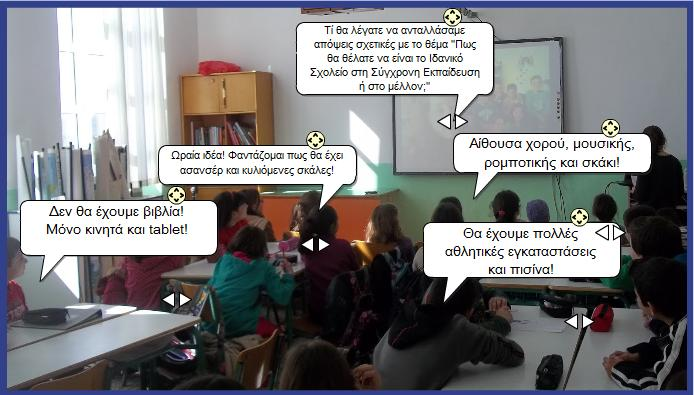 Τί θα λέγατε να ανταλλάσαμε
απόψεις σχετικές με το θέμα "Πως
θα θέλατε να είναι το Ιδανικό
Σχολείο στη Σύγχρονη Εκπαίδευση
ή στο μέλλον;"
Ωραία ιδέα! Φαντάζομαι πως θα έχει
ασανσέρ και κυλιόμενες σκάλες!
Αίθουσα χορού, μουσικής,
ρομποτικής και σκάκι!
Δεν θα έχουμε βιβλία!
Μόνο κινητά και tablet!
Θα έχουμε πολλές
αθλητικές εγκαταστάσεις
και πισίνα!